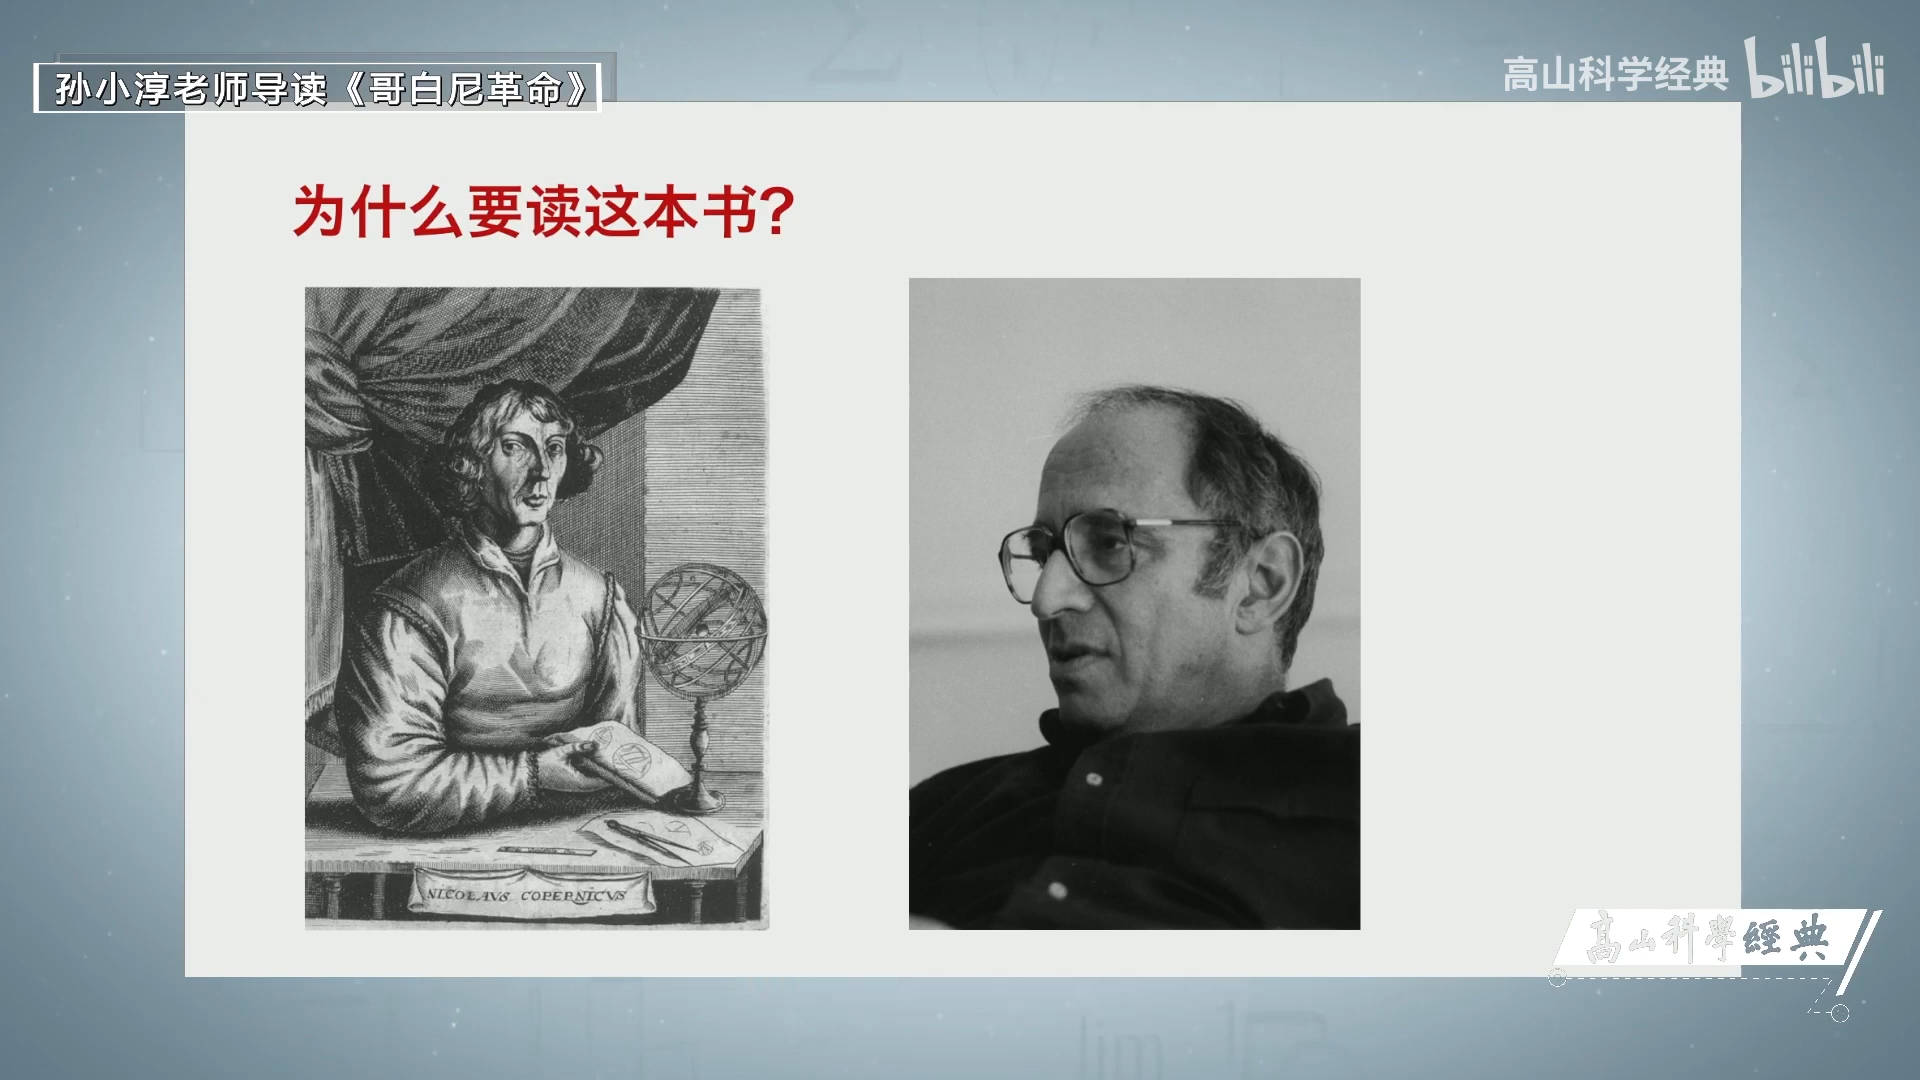 孙小淳老师导读《哥白尼革命》
高山科学经典 bilibili
为什么要读这本书?
NICOLAVS COPERNICVS
高山科學經典
lim